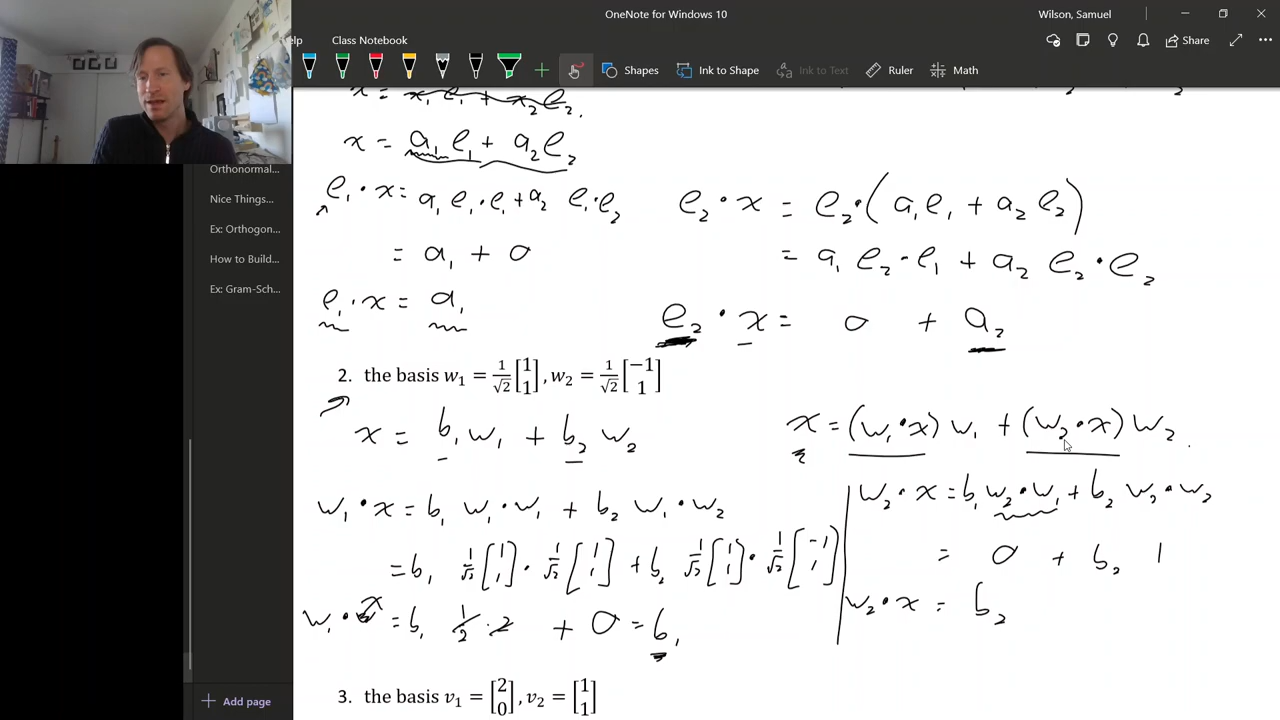 OneNote for Windows 10
Wilson, Samuel
elp
Class Notebook
Share
Shapes
Ink to Shape
Ink to Text
Ruler
Math
Orthonormal...
Nice Things...
Ex: Orthogon...
How to Build...
Ex: Gram-Sch...
Add page
x = x₁ e₁ + x₂ e₂.
x = a₁ e₁ + a₂ e₂
e₁ · x = a₁ e₁ · e₁ + a₂ e₁ · e₂
= a₁ + 0
e₁ · x = a₁
e₂ · x = e₂ · (a₁ e₁ + a₂ e₂)
= a₁ e₂ · e₁ + a₂ e₂ · e₂
e₂ · x = 0 + a₂
2. the basis w₁ = 1/√2 [1 1], w₂ = 1/√2 [−1 1]
x = b₁ w₁ + b₂ w₂
w₁ · x = b₁ w₁ · w₁ + b₂ w₁ · w₂
= b₁ 1/√2 [1 1] · 1/√2 [1 1] + b₂ 1/√2 [1 1] · 1/√2 [−1 1]
w₁ · x = b₁ 1/2 · 2 + 0 = b₁
x = (w₁ · x) w₁ + (w₂ · x) w₂.
w₂ · x = b₁ w₂ · w₁ + b₂ w₂ · w₂
= 0 + b₂ 1
w₂ · x = b₂
3. the basis v₁ = [2 0], v₂ = [1 1]